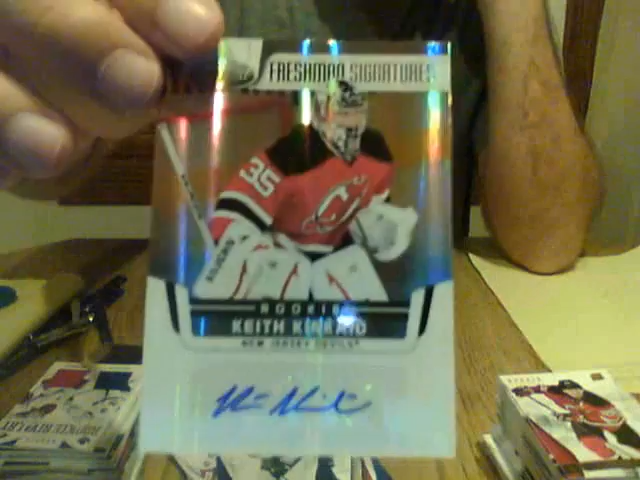 FRESHMAN SIGNATURES
35
ROOKIE
KEITH KINKAID
NEW JERSEY DEVILS